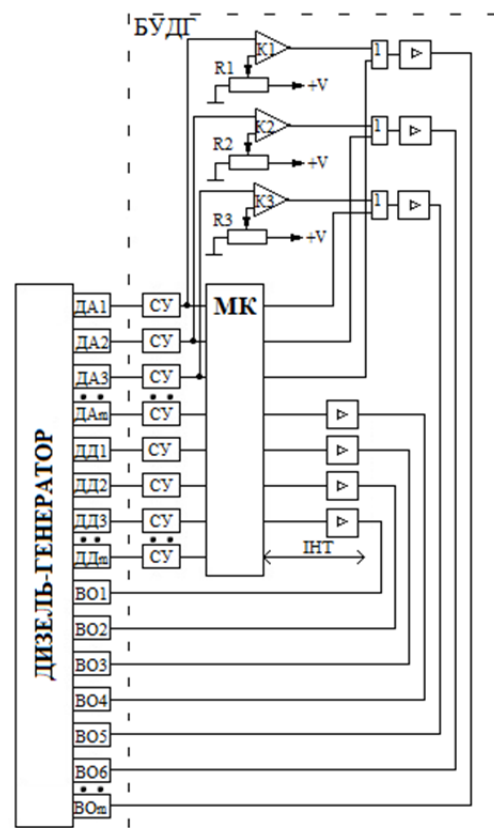 БУДГ
K1
R1
+V
1
K2
R2
+V
1
K3
R3
+V
1
МК
ДИЗЕЛЬ-ГЕНЕРАТОР
ДА1
СУ
ДА2
СУ
ДА3
СУ
ДАm
СУ
ДД1
СУ
ДД2
СУ
ДД3
СУ
ДДm
СУ
ІНТ
ВО1
ВО2
ВО3
ВО4
ВО5
ВО6
ВОm